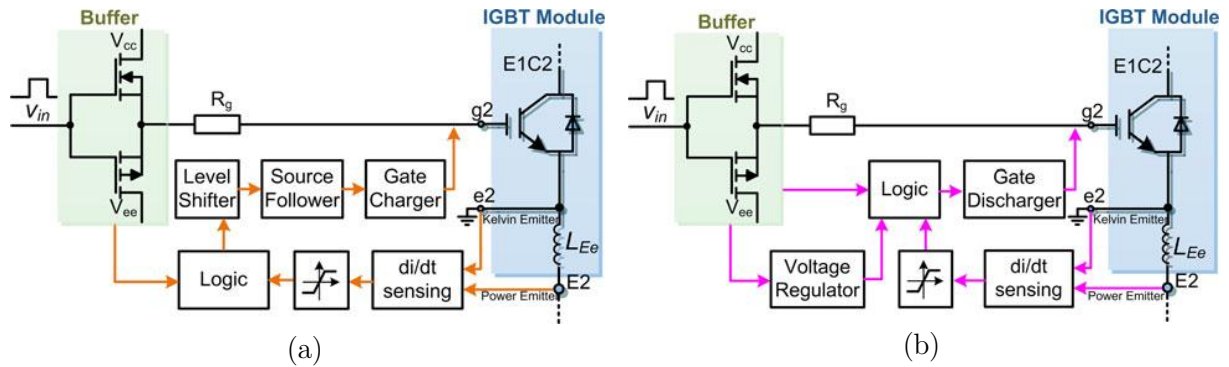 Buffer
IGBT Module
Vcc
E1C2
Vin
Rg
g2
Level Shifter
Source Follower
Gate Charger
Vee
e2
Kelvin Emitter
LEe
Logic
di/dt sensing
E2
Power Emitter
(a)
Buffer
IGBT Module
Vcc
E1C2
Vin
Rg
g2
Logic
Gate Discharger
Vee
e2
Kelvin Emitter
LEe
Voltage Regulator
di/dt sensing
E2
Power Emitter
(b)